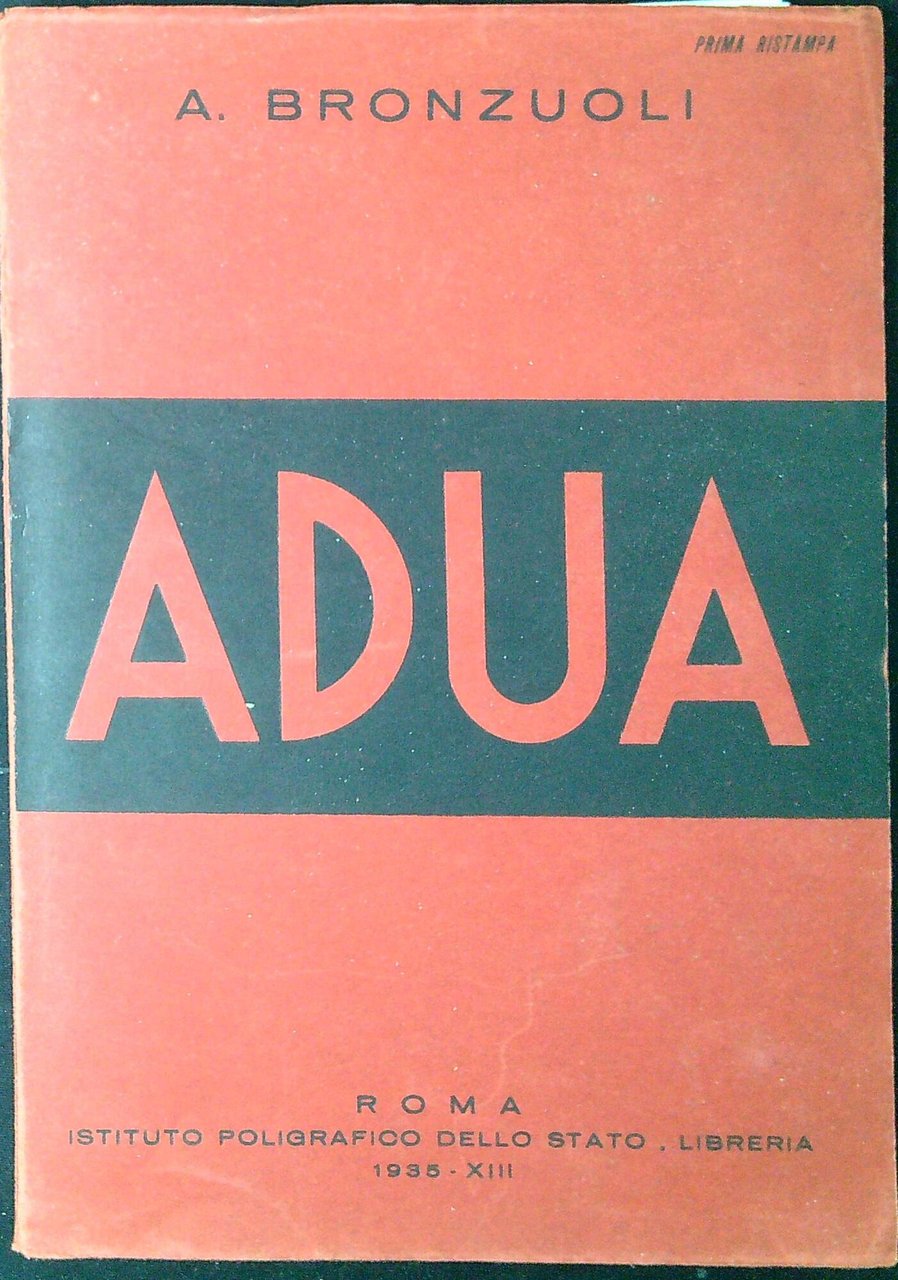 PRIMA RISTAMPA
A. BRONZUOLI
ADUA
ROMA
ISTITUTO POLIGRAFICO DELLO STATO . LIBRERIA
1935 - XIII